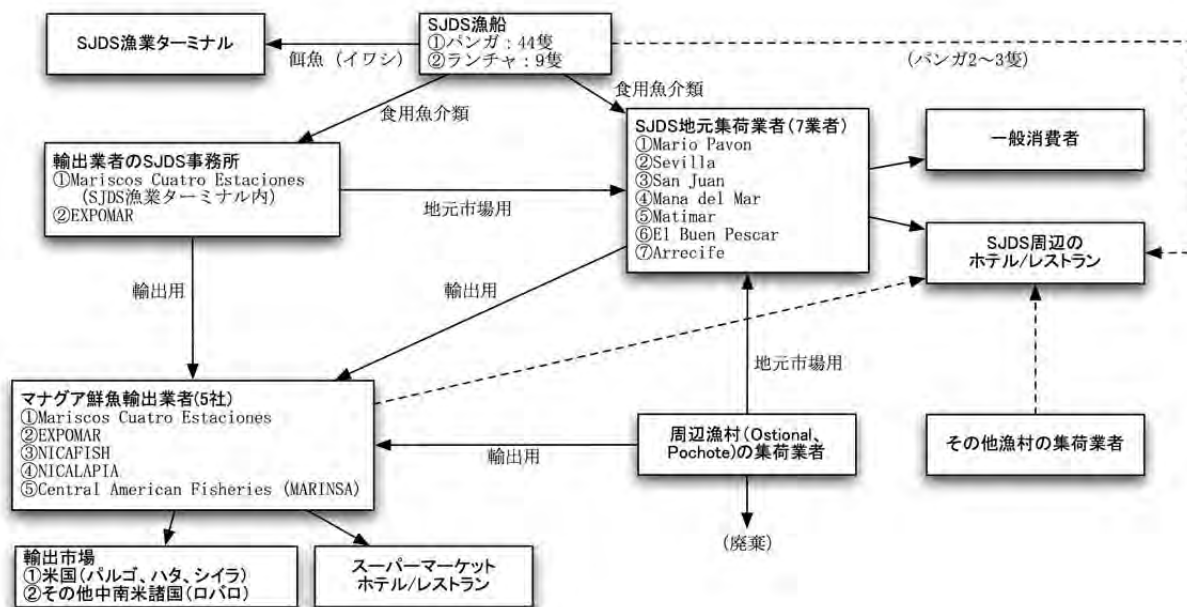 SJDS漁業ターミナル
餌魚（イワシ）
SJDS漁船
①パンガ：44隻
②ランチャ：9隻
(パンガ2～3隻)
食用魚介類
食用魚介類
輸出業者のSJDS事務所
①Mariscos Cuatro Estaciones
(SJDS漁業ターミナル内)
②EXPOMAR
地元市場用
SJDS地元集荷業者(7業者)
①Mario Pavon
②Sevilla
③San Juan
④Mana del Mar
⑤Matimar
⑥El Buen Pescar
⑦Arrecife
一般消費者
SJDS周辺の
ホテル/レストラン
輸出用
輸出用
地元市場用
マナグア鮮魚輸出業者(5社)
①Mariscos Cuatro Estaciones
②EXPOMAR
③NICAFISH
④NICALAPIA
⑤Central American Fisheries (MARINSA)
輸出用
周辺漁村(Ostional、
Pochote)の集荷業者
その他漁村の集荷業者
(廃棄)
輸出市場
①米国(パルゴ、ハタ、シイラ)
②その他中南米諸国(ロバロ)
スーパーマーケット
ホテル/レストラン